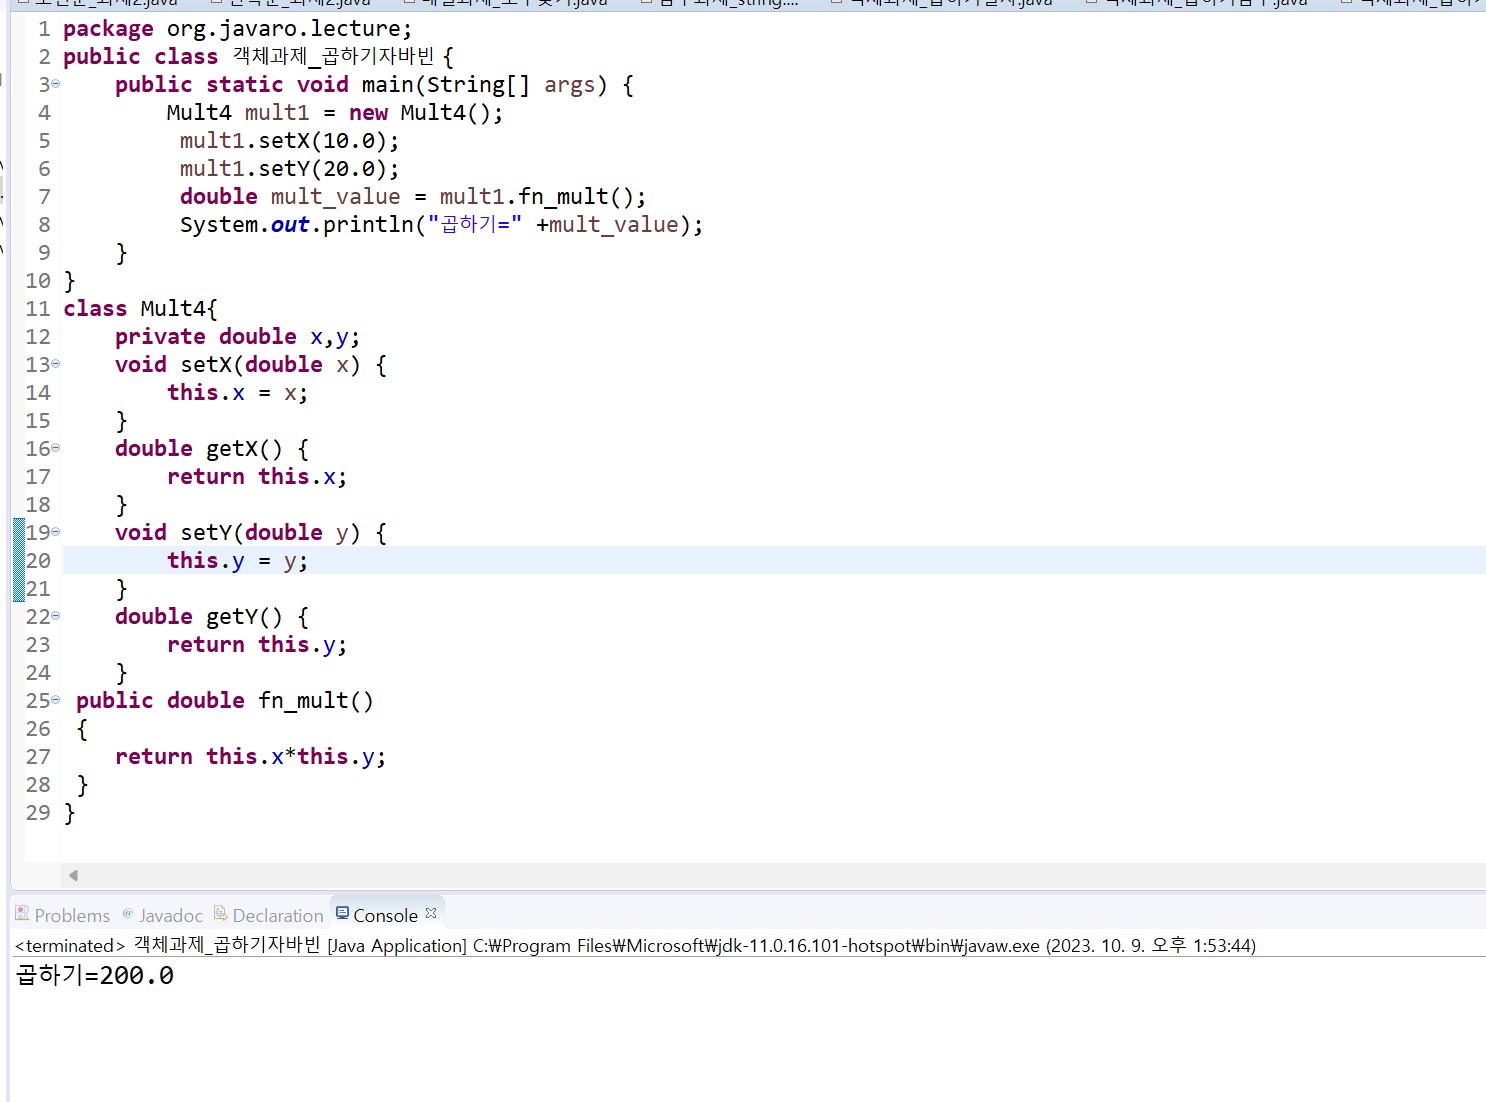 1 package org.javaro.lecture;
2 public class 객체과제_곱하기자바빈 {
3 public static void main(String[] args) {
4 Mult4 mult1 = new Mult4();
5 mult1.setX(10.0);
6 mult1.setY(20.0);
7 double mult_value = mult1.fn_mult();
8 System.out.println("곱하기=" +mult_value);
9 }
10 }
11 class Mult4{
12 private double x,y;
13 void setX(double x) {
14 this.x = x;
15 }
16 double getX() {
17 return this.x;
18 }
19 void setY(double y) {
20 this.y = y;
21 }
22 double getY() {
23 return this.y;
24 }
25 public double fn_mult()
26 {
27 return this.x*this.y;
28 }
29 }
Problems @ Javadoc Declaration Console
<terminated> 객체과제_곱하기자바빈 [Java Application] C:₩Program Files₩Microsoft₩jdk-11.0.16.101-hotspot₩bin₩javaw.exe (2023. 10. 9. 오후 1:53:44)
곱하기=200.0